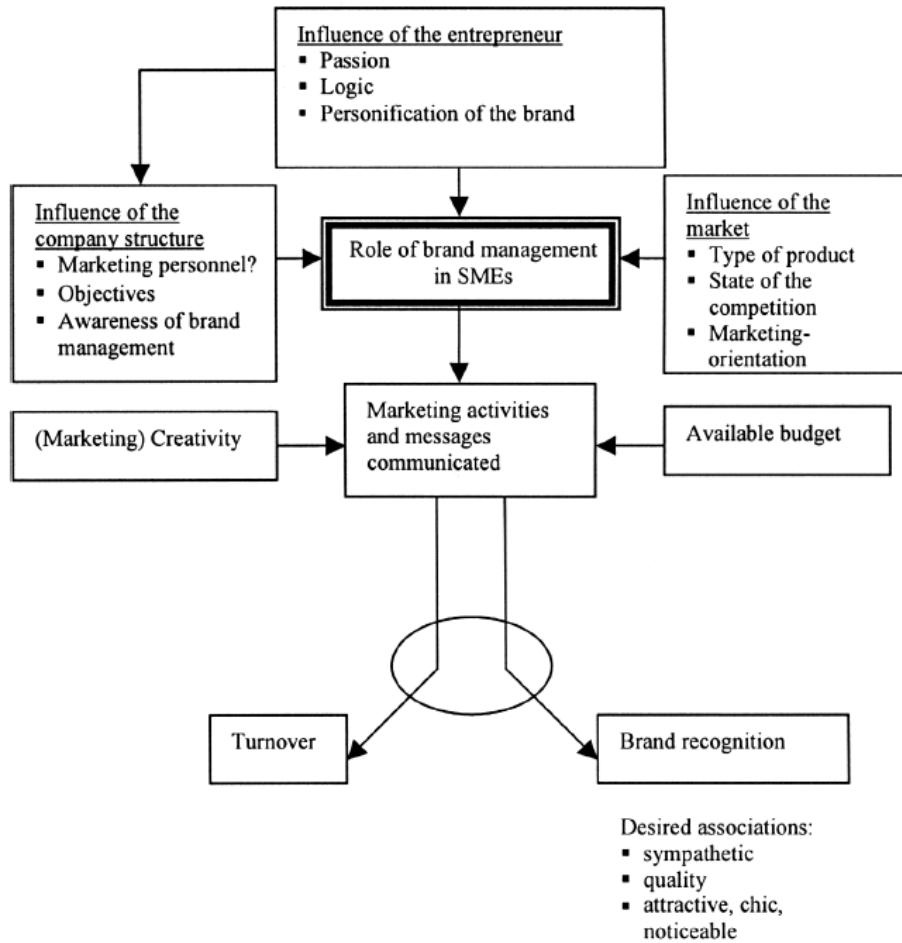 Influence of the entrepreneur
▪ Passion
▪ Logic
▪ Personification of the brand
Influence of the
company structure
▪ Marketing personnel?
▪ Objectives
▪ Awareness of brand
management
Role of brand management
in SMEs
Influence of the
market
▪ Type of product
▪ State of the
competition
▪ Marketing-
orientation
(Marketing) Creativity
Marketing activities
and messages
communicated
Available budget
Turnover
Brand recognition
Desired associations:
▪ sympathetic
▪ quality
▪ attractive, chic,
noticeable